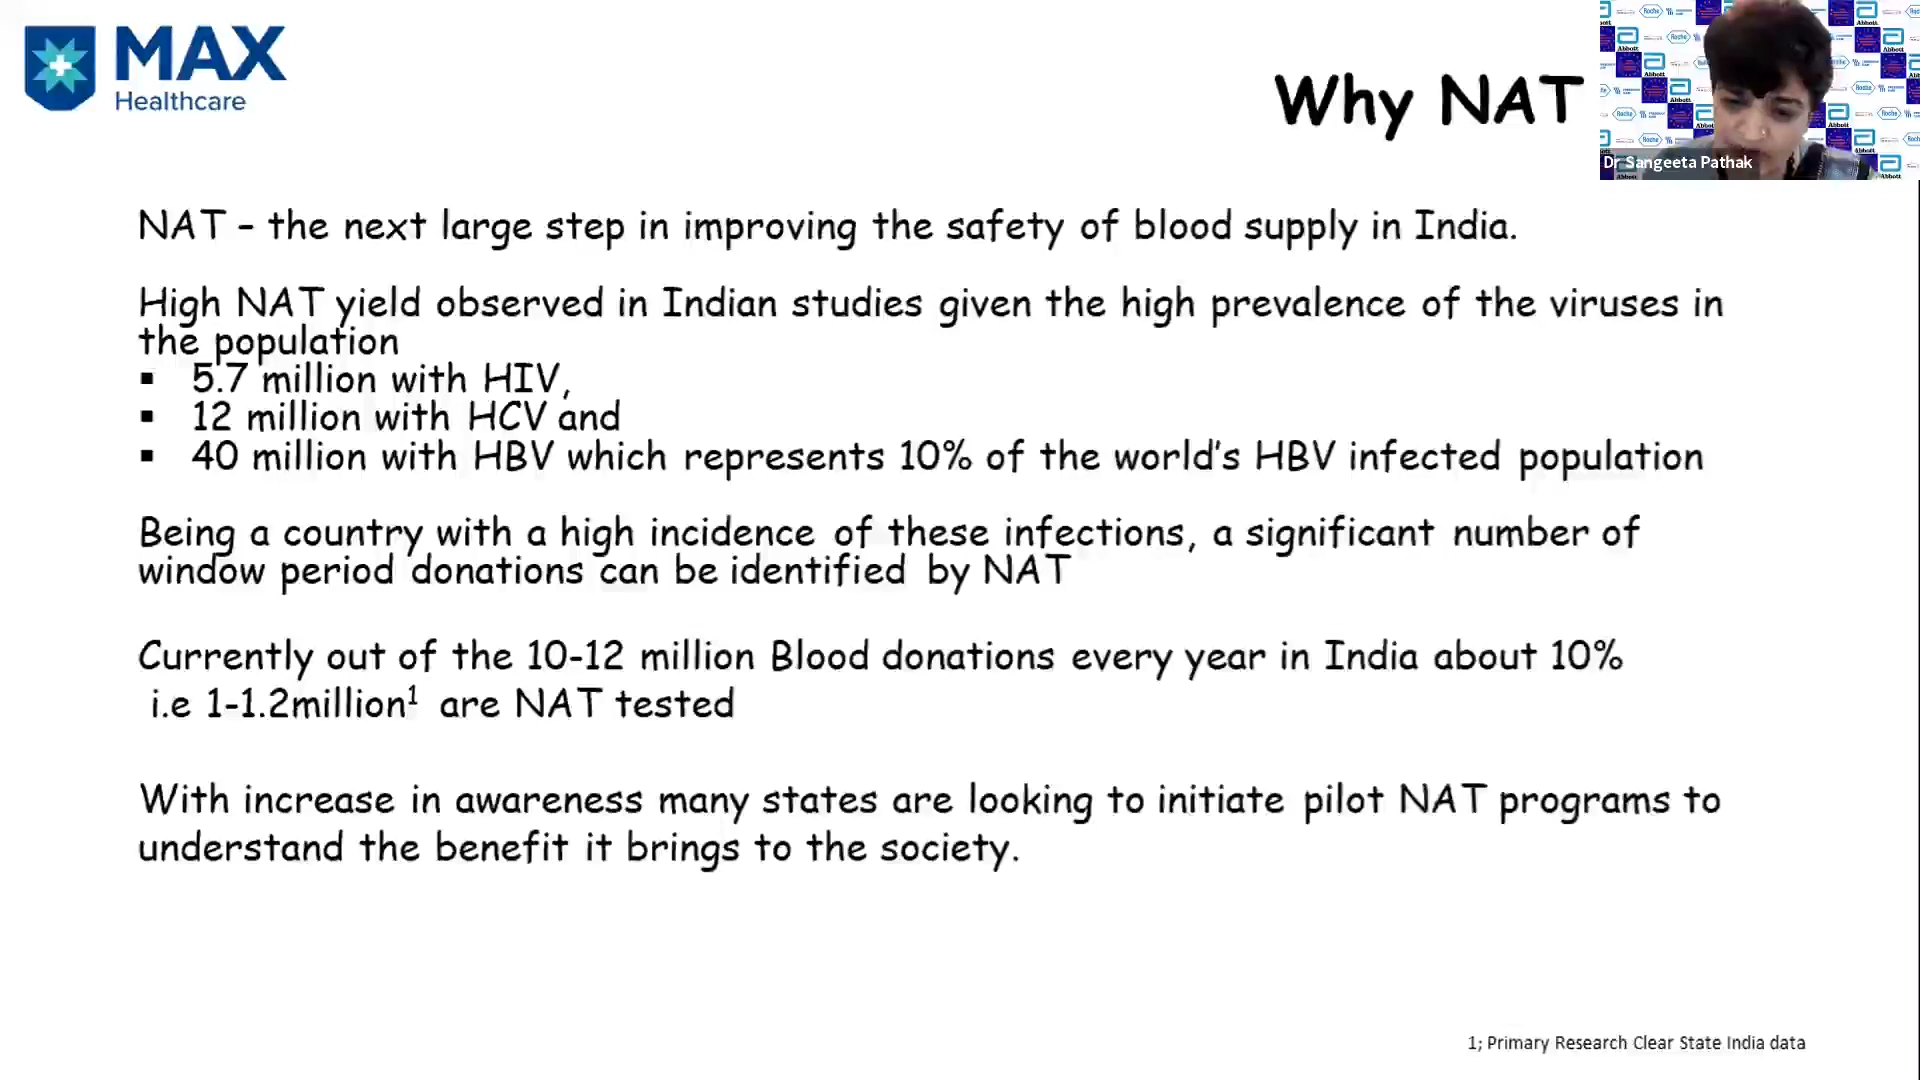 MAX
Healthcare
Why NAT
Dr Sangeeta Pathak
NAT – the next large step in improving the safety of blood supply in India.
High NAT yield observed in Indian studies given the high prevalence of the viruses in
the population
▪ 5.7 million with HIV,
▪ 12 million with HCV and
▪ 40 million with HBV which represents 10% of the world's HBV infected population
Being a country with a high incidence of these infections, a significant number of
window period donations can be identified by NAT
Currently out of the 10-12 million Blood donations every year in India about 10%
i.e 1-1.2million¹ are NAT tested
With increase in awareness many states are looking to initiate pilot NAT programs to
understand the benefit it brings to the society.
1; Primary Research Clear State India data
Roche
Abbott